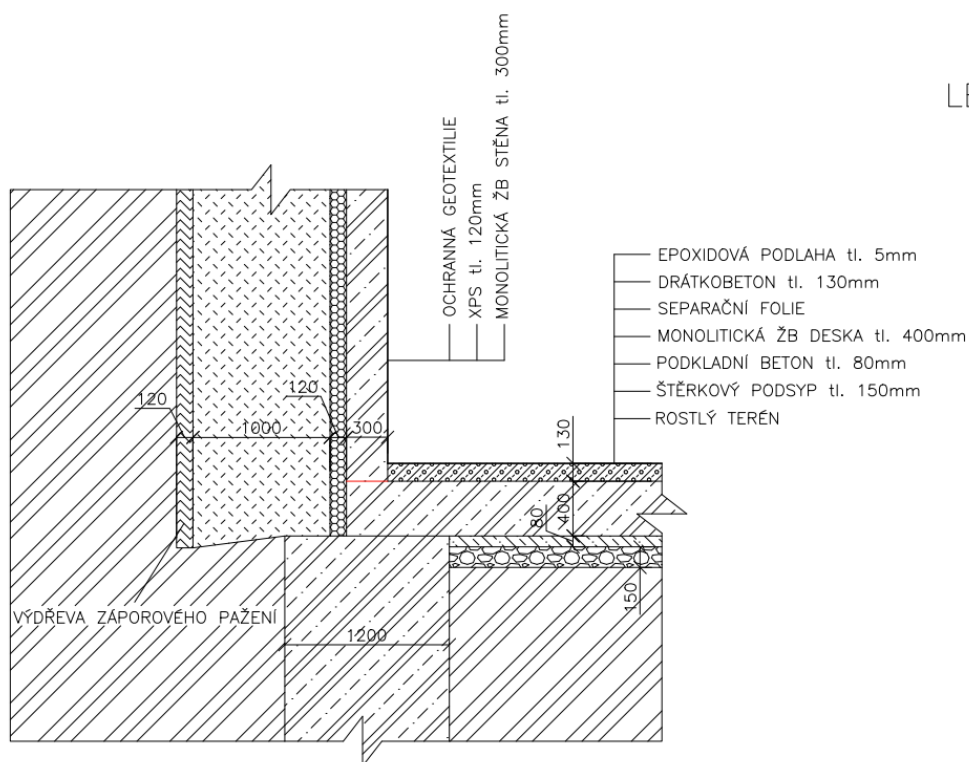 LE
OCHRANNÁ GEOTEXTILIE
XPS tl. 120mm
MONOLITICKÁ ŽB STĚNA tl. 300mm
EPOXIDOVÁ PODLAHA tl. 5mm
DRÁTKOBETON tl. 130mm
SEPARAČNÍ FOLIE
MONOLITICKÁ ŽB DESKA tl. 400mm
PODKLADNÍ BETON tl. 80mm
ŠTĚRKOVÝ PODSYP tl. 150mm
ROSTLÝ TERÉN
120
1000
120
300
130
400
80
150
VÝDŘEVA ZÁPOROVÉHO PAŽENÍ
1200